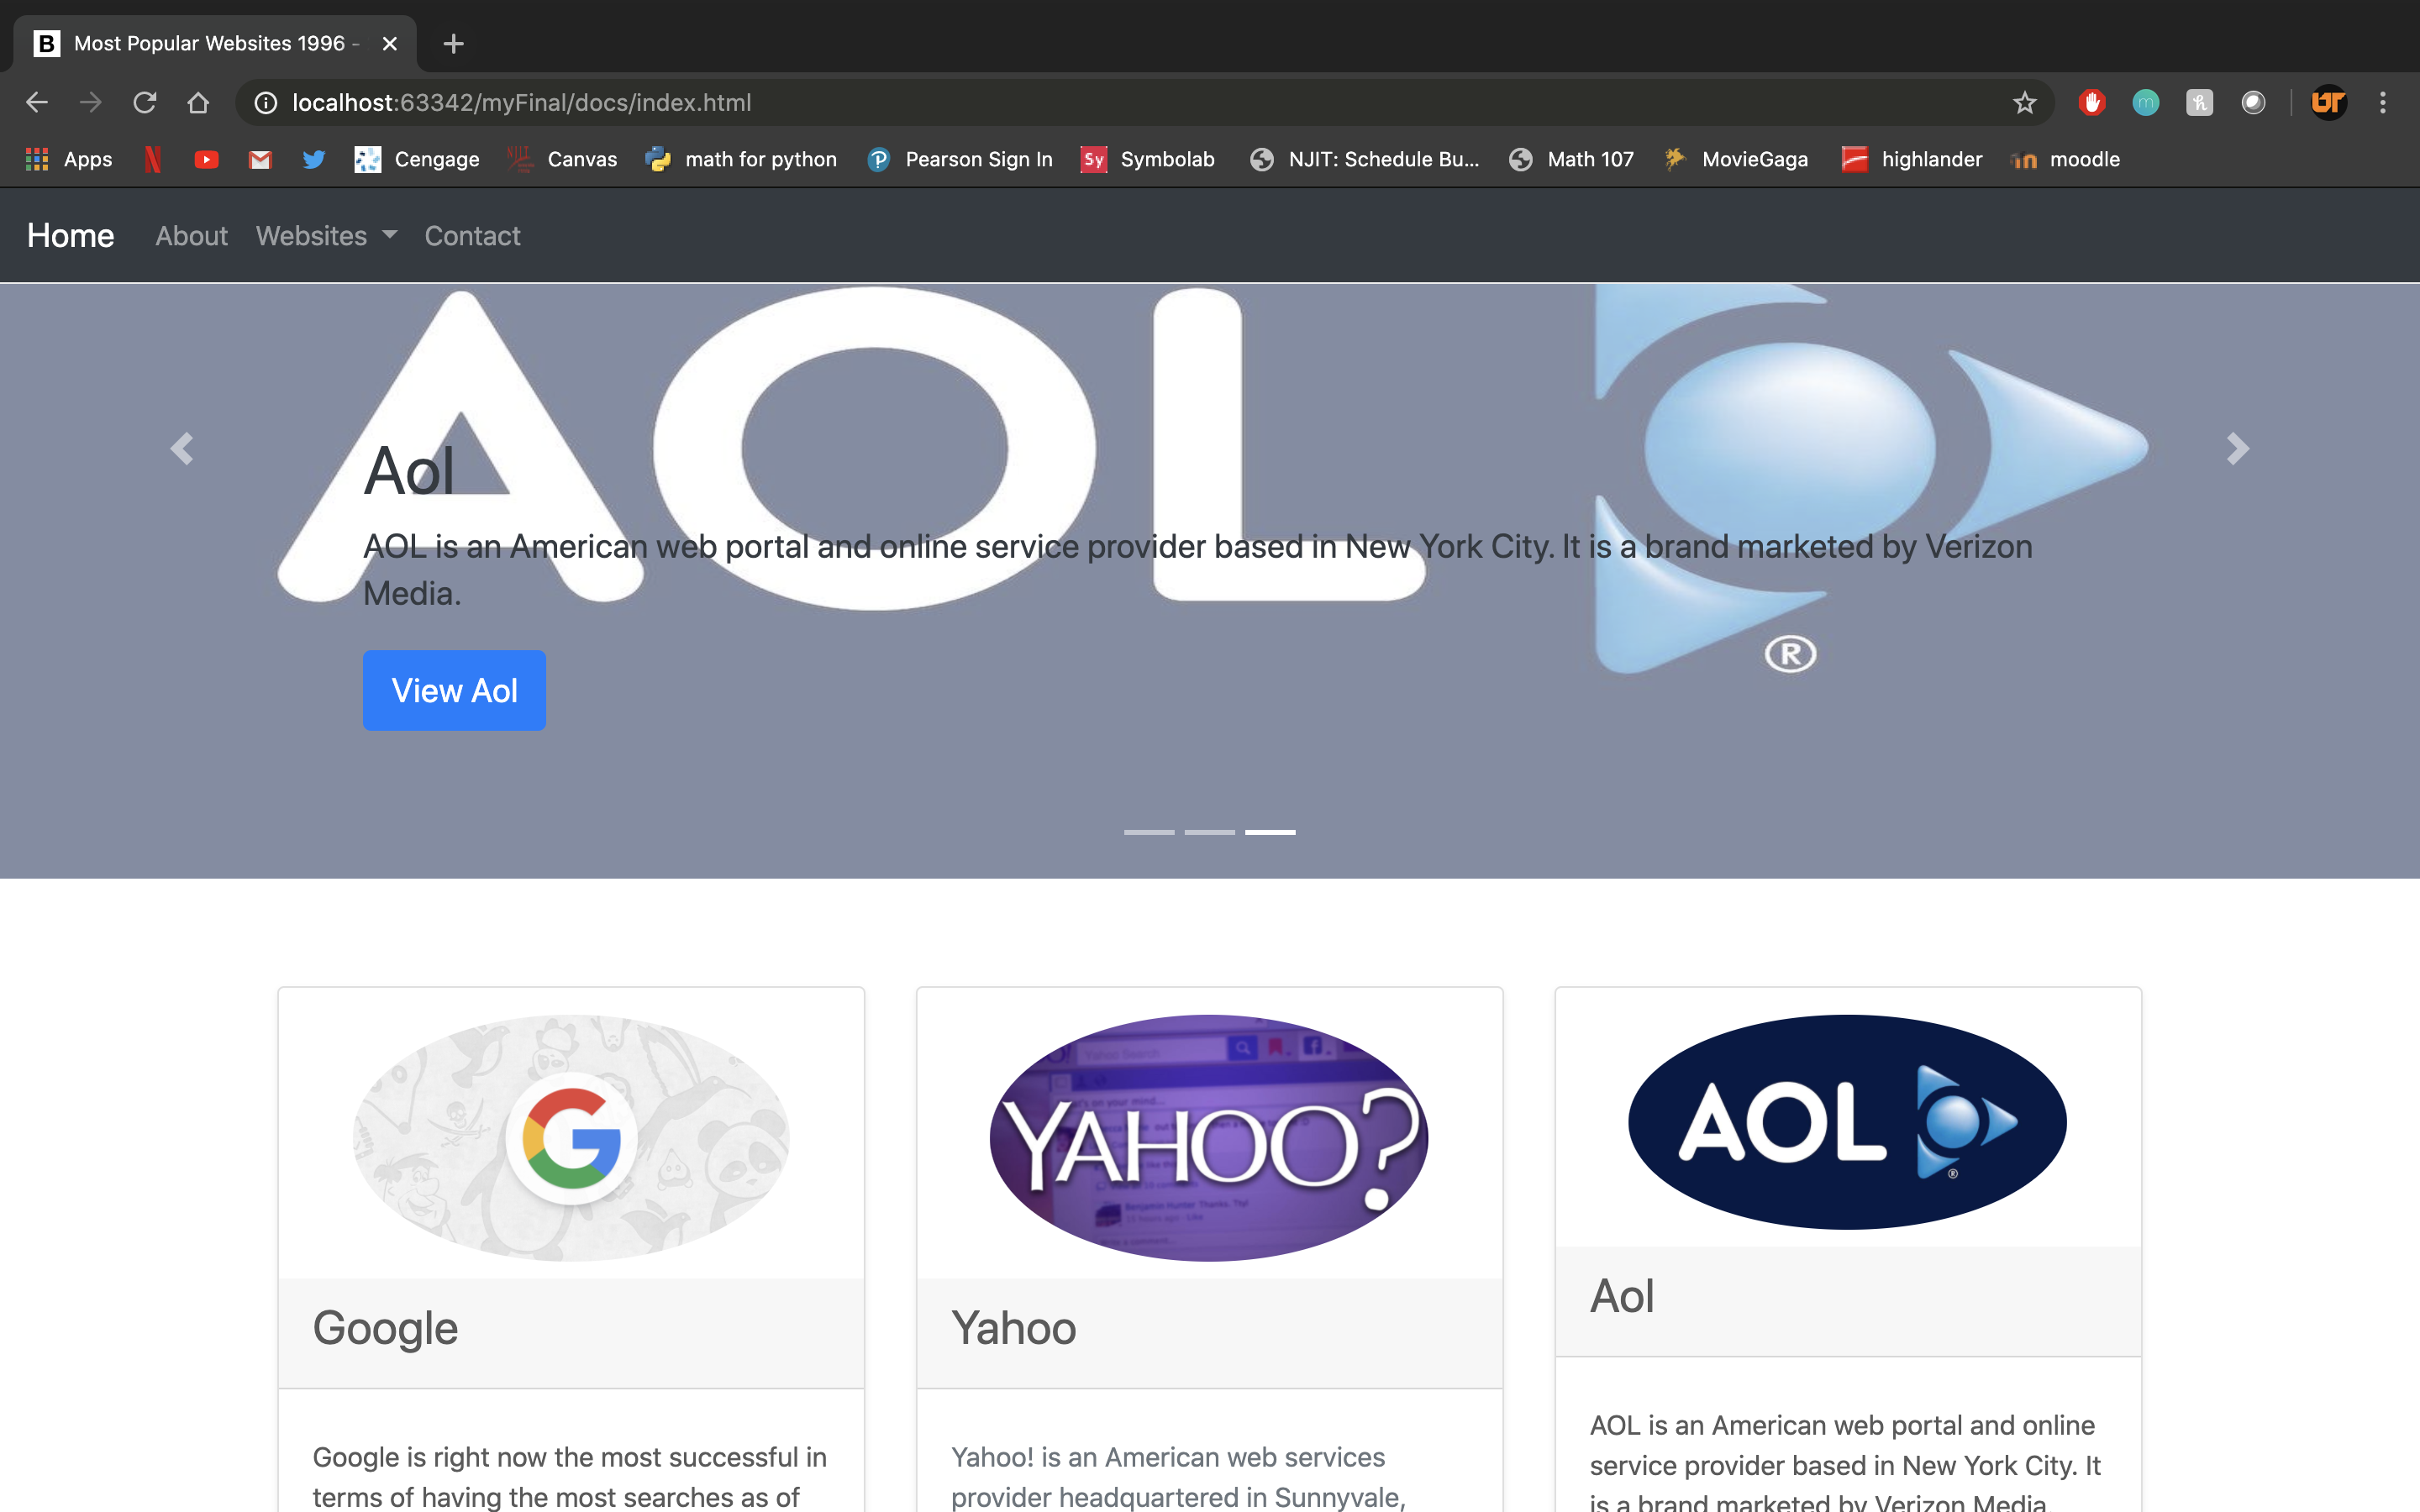 B Most Popular Websites 1996 -
localhost:63342/myFinal/docs/index.html
Apps Cengage Canvas math for python Pearson Sign In Sy Symbolab NJIT: Schedule Bu... Math 107 MovieGaga highlander moodle
Home About Websites Contact
AOL ®
Aol
AOL is an American web portal and online service provider based in New York City. It is a brand marketed by Verizon
Media.
View Aol
G
YAHOO?
AOL ®
Google
Yahoo
Aol
Google is right now the most successful in
terms of having the most searches as of
Yahoo! is an American web services
provider headquartered in Sunnyvale,
AOL is an American web portal and online
service provider based in New York City. It
is a brand marketed by Verizon Media